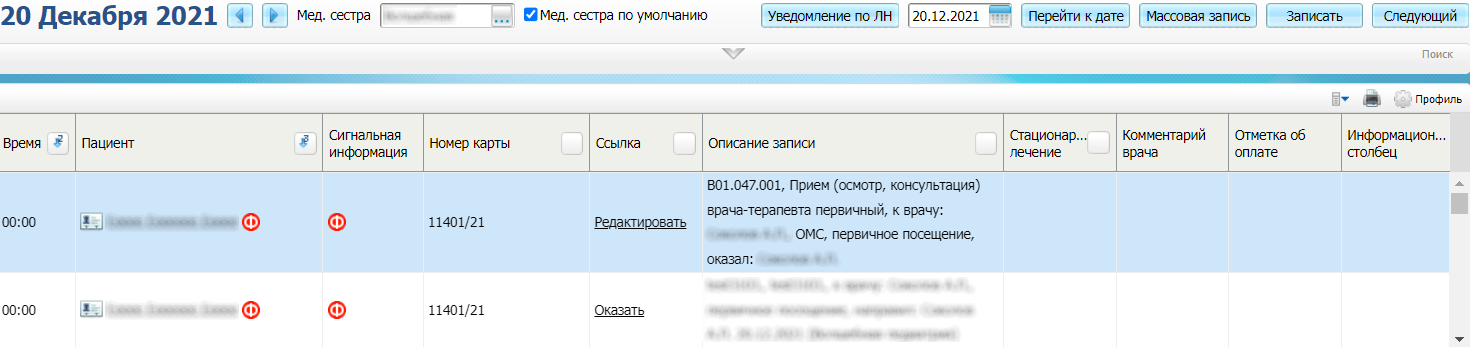 20 Декабря 2021 Мед. сестра ... Мед. сестра по умолчанию Уведомление по ЛН 20.12.2021 Перейти к дате Массовая запись Записать Следующий
Поиск
Профиль
Время Пациент Сигнальная информация Номер карты Ссылка Описание записи Стационар... лечение Комментарий врача Отметка об оплате Информацион... столбец
B01.047.001, Прием (осмотр, консультация)
врача-терапевта первичный, к врачу:
00:00 11401/21 Редактировать
ОМС, первичное посещение,
оказал:
00:00 11401/21 Оказать